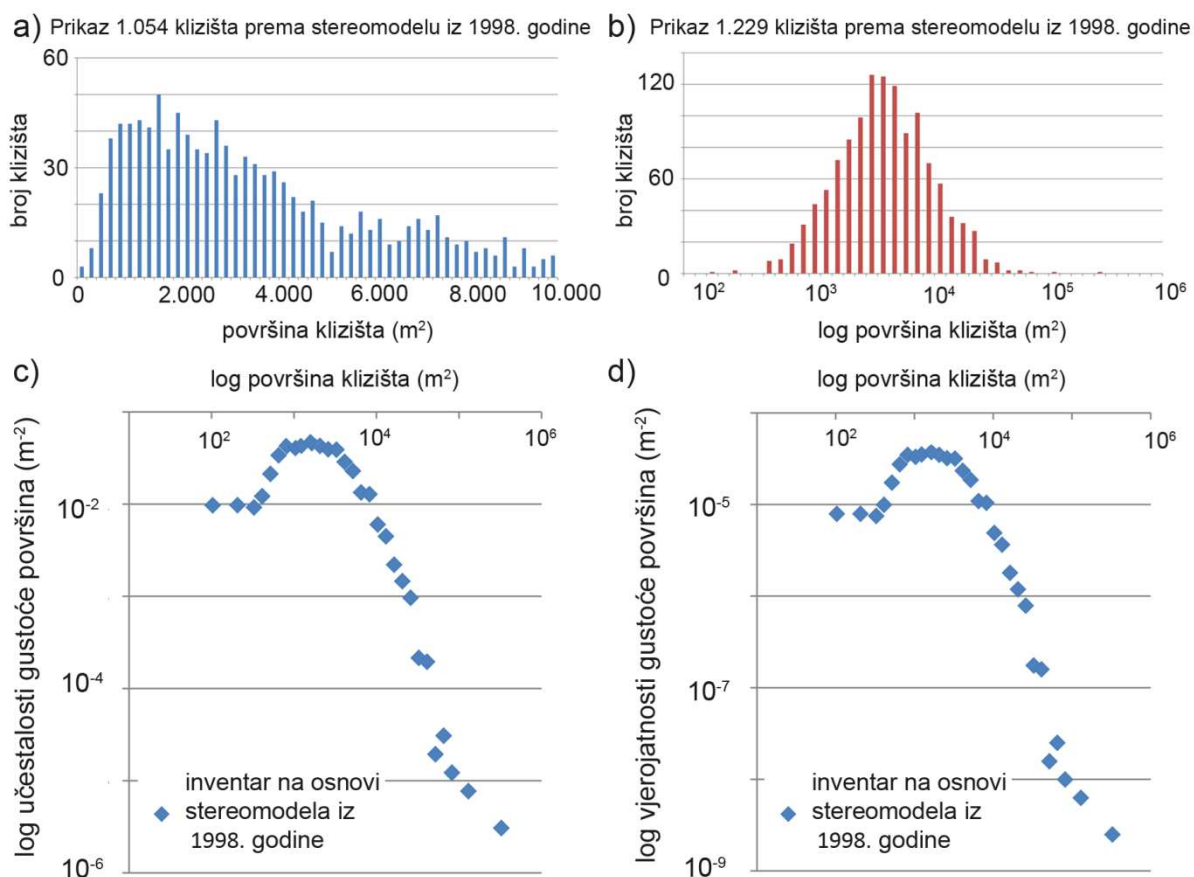 a) Prikaz 1.054 klizišta prema stereomodelu iz 1998. godine
60
30
0
broj klizišta
0 2.000 4.000 6.000 8.000 10.000
površina klizišta (m²)
b) Prikaz 1.229 klizišta prema stereomodelu iz 1998. godine
120
60
0
broj klizišta
10² 10³ 10⁴ 10⁵ 10⁶
log površina klizišta (m²)
c)
log površina klizišta (m²)
10² 10⁴ 10⁶
log učestalosti gustoće površina (m⁻²)
10⁻²
10⁻⁴
10⁻⁶
inventar na osnovi
stereomodela iz
1998. godine
d)
log površina klizišta (m²)
10² 10⁴ 10⁶
log vjerojatnosti gustoće površina (m⁻²)
10⁻⁵
10⁻⁷
10⁻⁹
inventar na osnovi
stereomodela iz
1998. godine